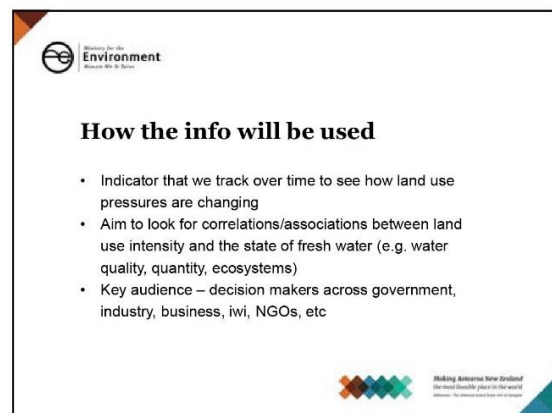 Ministry for the
Environment
Manatū Mō Te Taiao
How the info will be used
• Indicator that we track over time to see how land use
pressures are changing
• Aim to look for correlations/associations between land
use intensity and the state of fresh water (e.g. water
quality, quantity, ecosystems)
• Key audience – decision makers across government,
industry, business, iwi, NGOs, etc
Making Aotearoa New Zealand
the most liveable place in the world